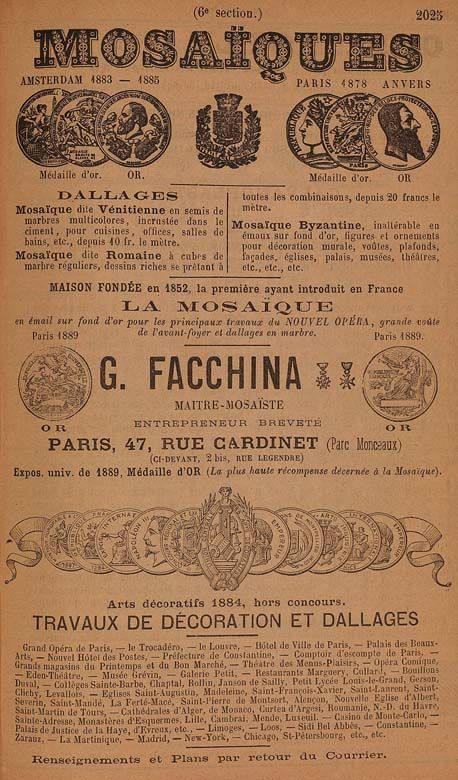 (6e section.) 2025
MOSAÏQUES
AMSTERDAM 1883 — 1885 PARIS 1878 ANVERS
Médaille d'or. OR. Médaille d'or. OR
DALLAGES
Mosaïque dite Vénitienne en semis de
marbres multicolores, incrustée dans le
ciment, pour cuisines, offices, salles de
bains, etc., depuis 10 fr. le mètre.
Mosaïque dite Romaine à cubes de
marbre réguliers, dessins riches se prêtant à
toutes les combinaisons, depuis 20 francs le
mètre.
Mosaïque Byzantine, inaltérable en
émaux sur fond d'or, figures et ornements
pour décoration murale, voûtes, plafonds,
façades, églises, palais, musées, théâtres,
etc., etc., etc.
MAISON FONDÉE en 1852, la première ayant introduit en France
LA MOSAÏQUE
en émail sur fond d'or pour les principaux travaux du NOUVEL OPÉRA, grande voûte
de l'avant-foyer et dallages en marbre.
Paris 1889 Paris 1889.
G. FACCHINA
MAITRE-MOSAÏSTE
OR OR
ENTREPRENEUR BREVETÉ
PARIS, 47, RUE CARDINET (Parc Monceaux)
(CI-DEVANT, 2 bis, RUE LEGENDRE)
Expos. univ. de 1889, Médaille d'OR (La plus haute récompense décernée à la Mosaïque).
Arts décoratifs 1884, hors concours.
TRAVAUX DE DÉCORATION ET DALLAGES
Grand Opéra de Paris, — le Trocadéro, — le Louvre, — Hôtel de Ville de Paris, — Palais des Beaux-
Arts, — Nouvel Hôtel des Postes, — Préfecture de Constantine, — Comptoir d'escompte de Paris, —
Grands magasins du Printemps et du Bon Marché, — Théâtre des Menus-Plaisirs, — Opéra Comique,
— Eden-Théâtre, — Musée Grévin, — Galerie Petit, — Restaurants Marguery, Cullard, — Bouillons
Duval, — Collèges Sainte-Barbe, Chaptal, Bollin, Janson de Sailly, Petit Lycée Louis-le-Grand, Gerson,
Clichy, Levallois, — Eglises Saint-Augustin, Madeleine, Saint-François-Xavier, Saint-Laurent, Saint-
Séverin, Saint-Mandé, La Ferté-Macé, Saint-Pierre de Montsort, Alençon, Nouvelle Eglise d'Albert,
Saint-Martin de Tours, — Cathédrales d'Alger, de Monaco, Curtea d'Argesi, Roumanie, N.-D. du Havre,
Sainte-Adresse, Monastères d'Esquermes, Lille, Cambrai, Mende, Luxeuil. — Casino de Monte-Carlo, —
Palais de Justice de la Haye, d'Evreux, etc., — Limoges, — Loos, — Sidi Bel Abbès, — Constantine, —
Zarauz, — La Martinique, — Madrid, — New-York, — Chicago, St-Pétersbourg, etc., etc.
Renseignements et Plans par retour du Courrier.